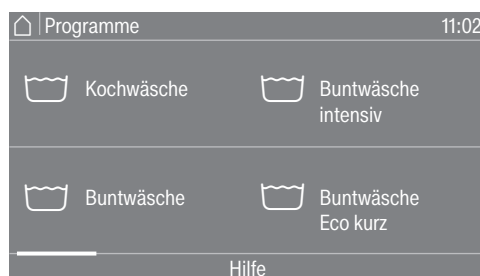 Programme 11:02
Kochwäsche
Buntwäsche
intensiv
Buntwäsche
Buntwäsche
Eco kurz
Hilfe